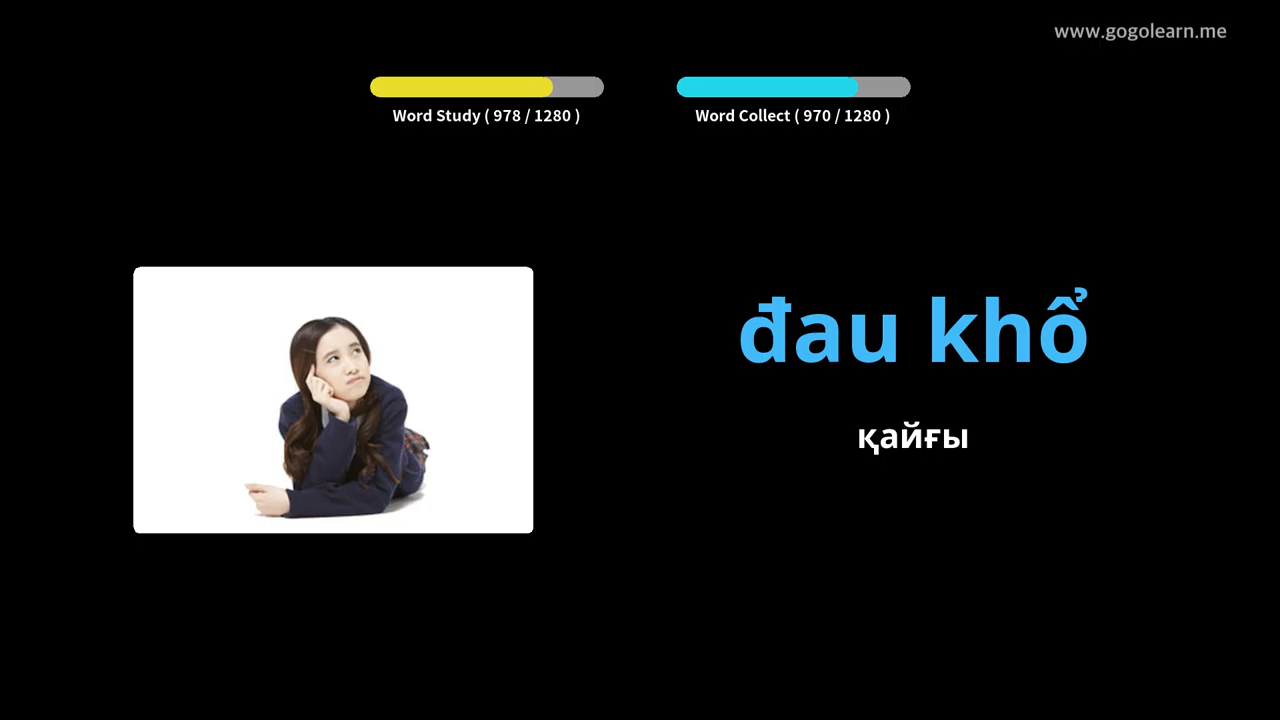 www.gogolearn.me
Word Study ( 978 / 1280 )
Word Collect ( 970 / 1280 )
đau khổ
қайғы